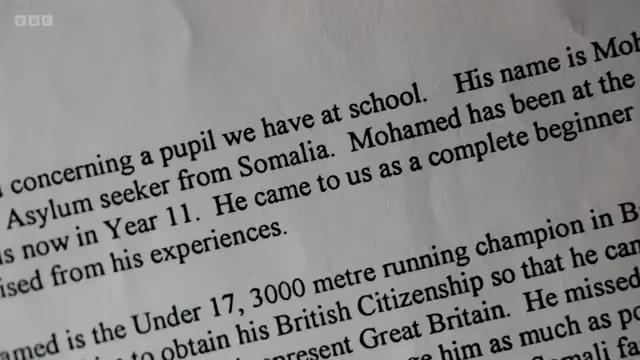 BBC
concerning a pupil we have at school. His name is Moh
Asylum seeker from Somalia. Mohamed has been at the
s now in Year 11. He came to us as a complete beginner
ised from his experiences.
amed is the Under 17, 3000 metre running champion in B
to obtain his British Citizenship so that he can
present Great Britain. He missed
him as much as po
mali fa